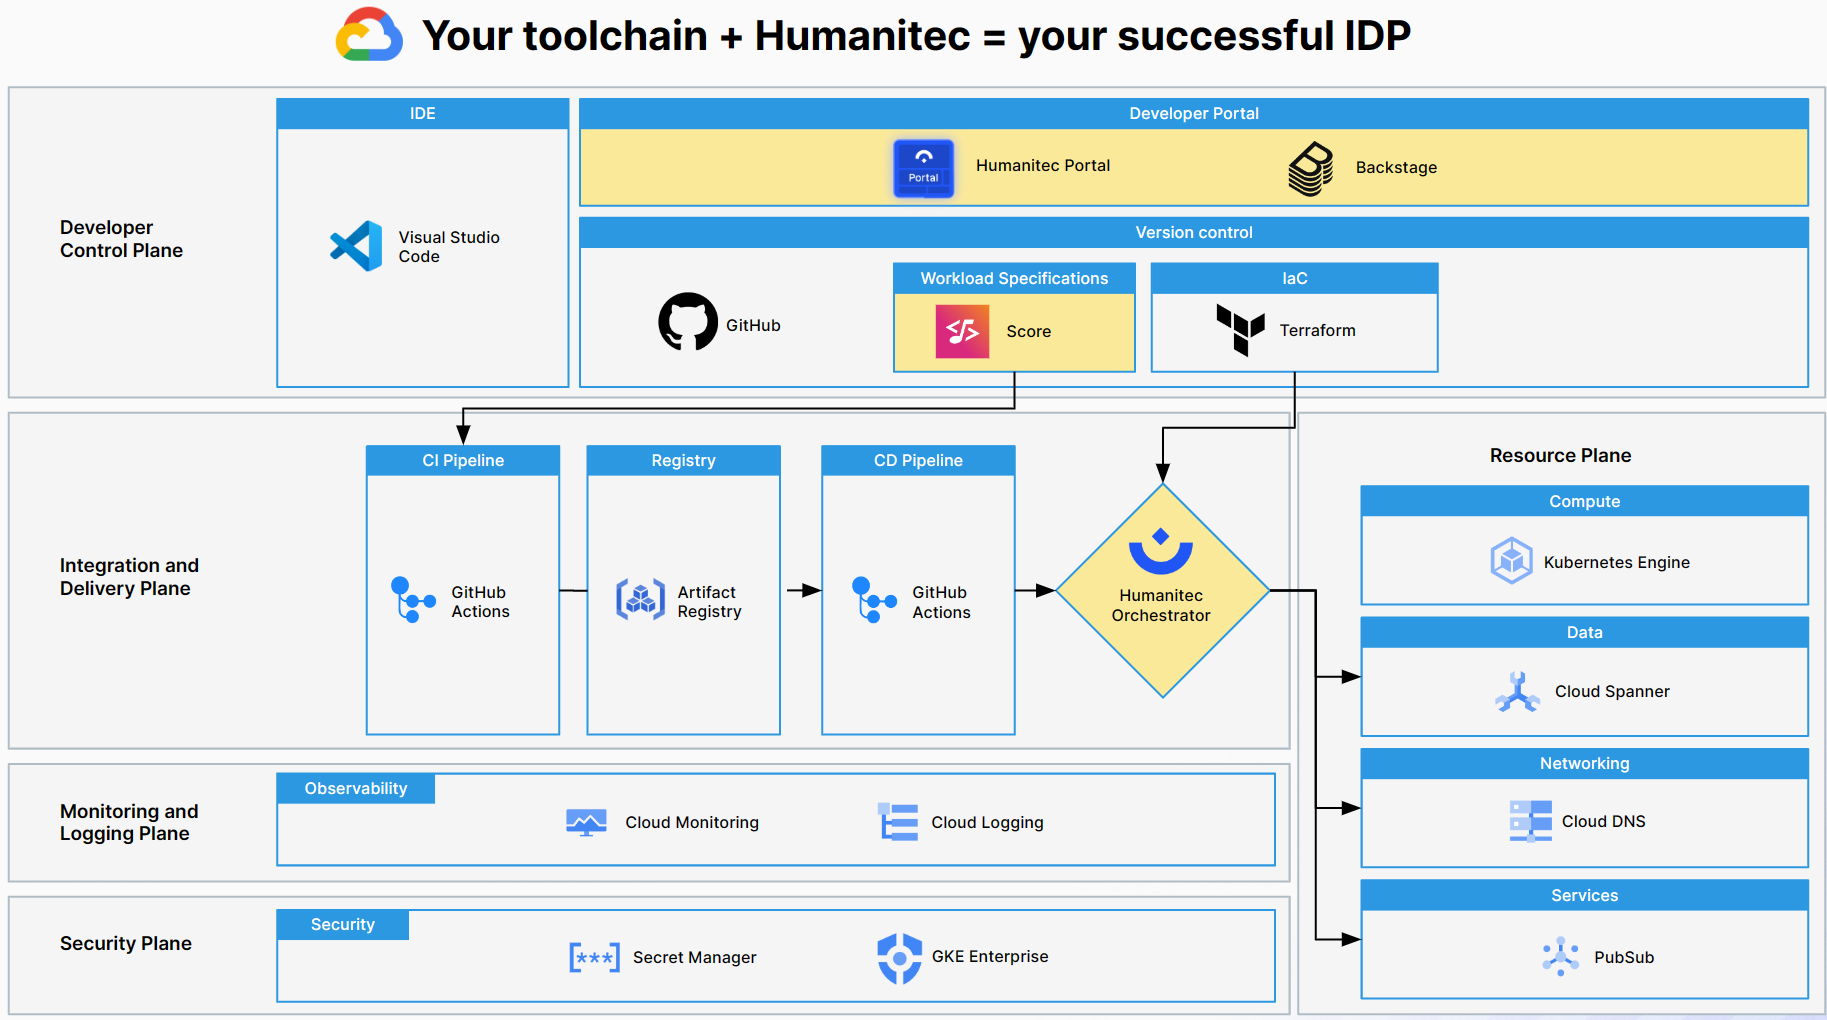 Your toolchain + Humanitec = your successful IDP
Developer
Control Plane
IDE
Visual Studio
Code
Developer Portal
Portal
Humanitec Portal
Backstage
Version control
GitHub
Workload Specifications
Score
IaC
Terraform
Integration and
Delivery Plane
CI Pipeline
GitHub
Actions
Registry
Artifact
Registry
CD Pipeline
GitHub
Actions
Humanitec
Orchestrator
Resource Plane
Compute
Kubernetes Engine
Data
Cloud Spanner
Networking
Cloud DNS
Services
PubSub
Monitoring and
Logging Plane
Observability
Cloud Monitoring
Cloud Logging
Security Plane
Security
[***]
Secret Manager
GKE Enterprise